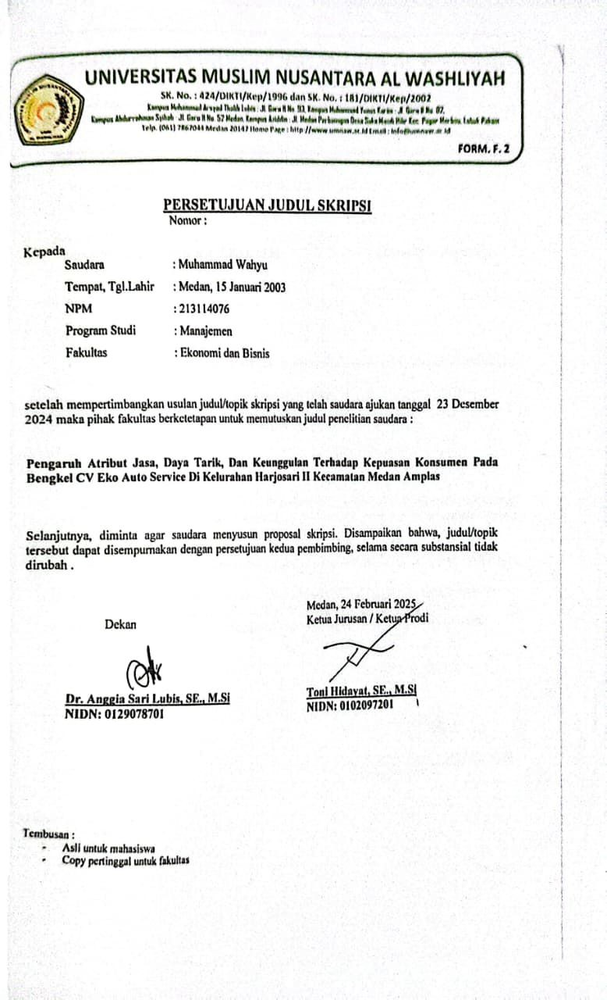 UNIVERSITAS MUSLIM NUSANTARA AL WASHLIYAH
SK. No. : 424/DIKTI/Kep/1996 dan SK. No. : 181/DIKTI/Kep/2002
Kampus Muhammad Arsyad Thalib Lubis : Jl. Garu II No. 93, Kampus Muhammad Yunus Karim : Jl. Garu II No. 02,
Kampus Abdurrahman Syihab : Jl. Garu II No. 52 Medan, Kampus Aziddin : Jl. Medan Perbaungan Desa Suka Mandi Hilir Kec. Pagar Merbau, Lubuk Pakam
Telp. (061) 7867044 Medan 20147 Home Page : http://www.umnaw.ac.id Email : info@umnaw.ac.id
FORM. F. 2
PERSETUJUAN JUDUL SKRIPSI
Nomor :
Kepada
Saudara : Muhammad Wahyu
Tempat, Tgl.Lahir : Medan, 15 Januari 2003
NPM : 213114076
Program Studi : Manajemen
Fakultas : Ekonomi dan Bisnis
setelah mempertimbangkan usulan judul/topik skripsi yang telah saudara ajukan tanggal 23 Desember
2024 maka pihak fakultas berketetapan untuk memutuskan judul penelitian saudara :
Pengaruh Atribut Jasa, Daya Tarik, Dan Keunggulan Terhadap Kepuasan Konsumen Pada
Bengkel CV Eko Auto Service Di Kelurahan Harjosari II Kecamatan Medan Amplas
Selanjutnya, diminta agar saudara menyusun proposal skripsi. Disampaikan bahwa, judul/topik
tersebut dapat disempurnakan dengan persetujuan kedua pembimbing, selama secara substansial tidak
dirubah .
Medan, 24 Februari 2025
Dekan
Ketua Jurusan / Ketua Prodi
Dr. Anggia Sari Lubis, SE., M.Si
NIDN: 0129078701
Toni Hidayat, SE., M.Si
NIDN: 0102097201
Tembusan :
- Asli untuk mahasiswa
- Copy pertinggal untuk fakultas